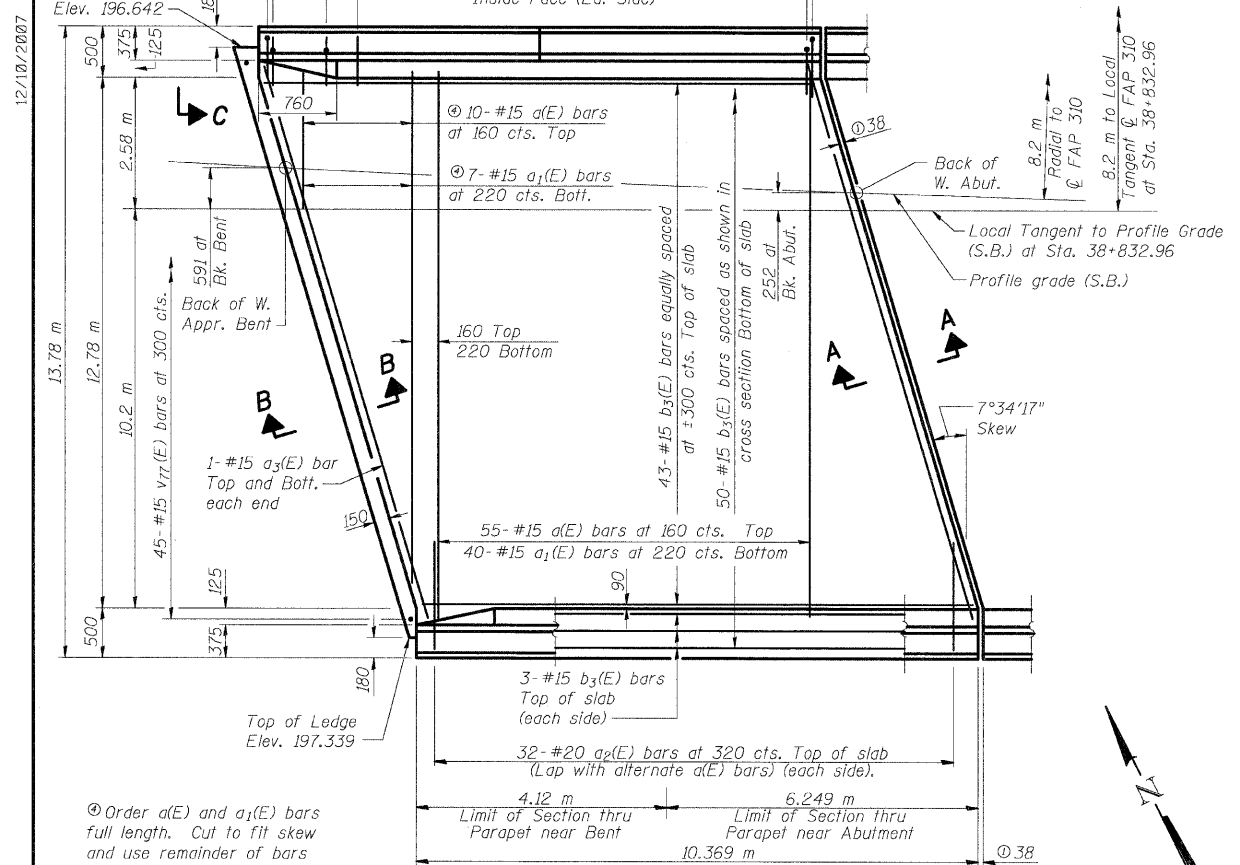 12/10/2007
Elev. 196.642
18
Inside Face (Ea. Side)
500
375
125
C
760
④ 10- #15 a(E) bars
at 160 cts. Top
④ 7- #15 a1(E) bars
at 220 cts. Bott.
2.58 m
① 38
8.2 m
Radial to
℄ FAP 310
8.2 m to Local
Tangent ℄ FAP 310
at Sta. 38+832.96
Back of
W. Abut.
Local Tangent to Profile Grade
(S.B.) at Sta. 38+832.96
Profile grade (S.B.)
591 at
Bk. Bent
252 at
Bk. Abut.
Back of W.
Appr. Bent
13.78 m
12.78 m
10.2 m
45- #15 v77(E) bars at 300 cts.
160 Top
220 Bottom
43- #15 b3(E) bars equally spaced
at ±300 cts. Top of slab
50- #15 b3(E) bars spaced as shown in
cross sectiion Bottom of slab
A
A
B
B
7°34'17"
Skew
1- #15 a3(E) bar
Top and Bott.
each end
150
55- #15 a(E) bars at 160 cts. Top
40- #15 a1(E) bars at 220 cts. Bottom
90
125
500
375
180
3- #15 b3(E) bars
Top of slab
(each side)
Top of Ledge
Elev. 197.339
32- #20 a2(E) bars at 320 cts. Top of slab
(Lap with alternate a(E) bars) (each side).
4.12 m
Limit of Section thru
Parapet near Bent
6.249 m
Limit of Section thru
Parapet near Abutment
10.369 m
① 38
N
④ Order a(E) and a1(E) bars
full length. Cut to fit skew
and use remainder of bars